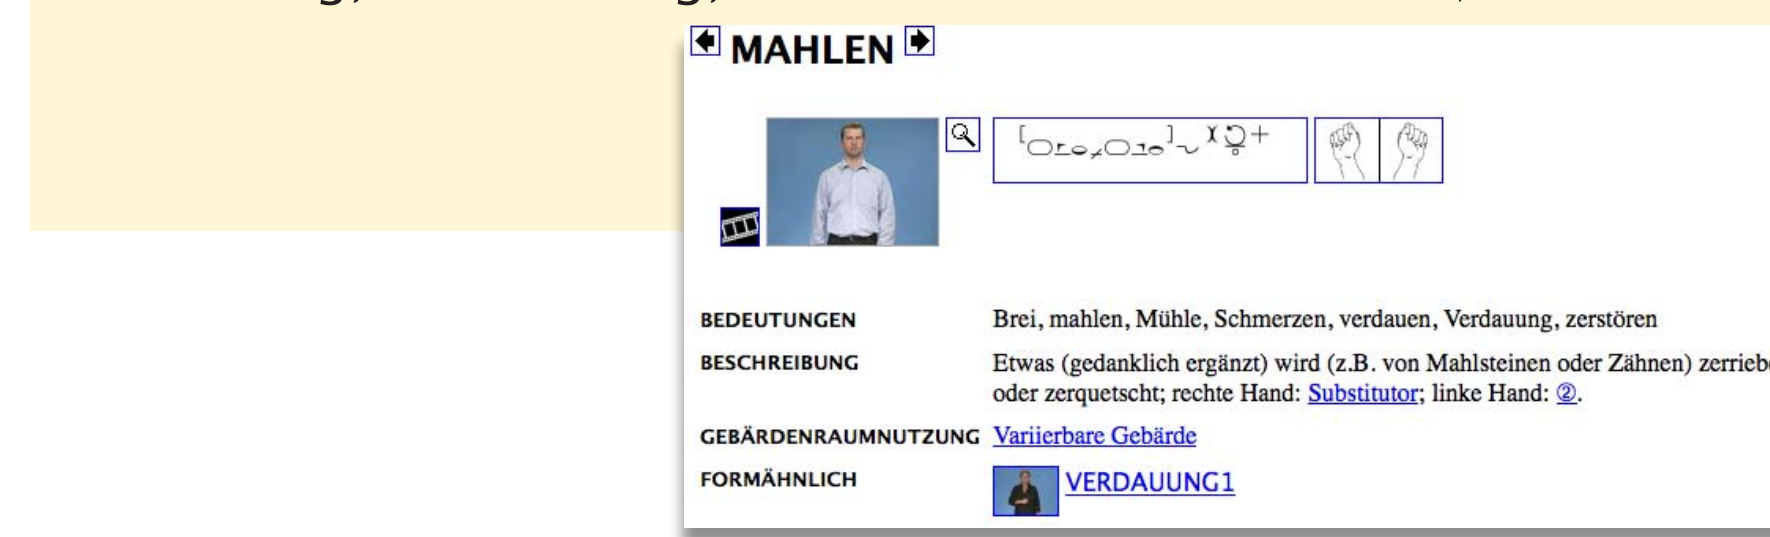 MAHLEN
BEDEUTUNGEN Brei, mahlen, Mühle, Schmerzen, verdauen, Verdauung, zerstören
BESCHREIBUNG Etwas (gedanklich ergänzt) wird (z.B. von Mahlsteinen oder Zähnen)
oder zerquetscht; rechte Hand: Substitutor; linke Hand: ②.
GEBÄRDENRAUMNUTZUNG Variierbare Gebärde
FORMÄHNLICH VERDAUUNG1